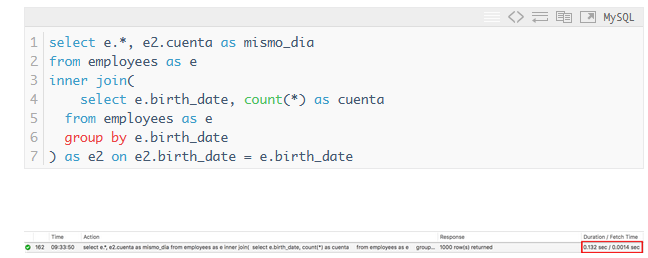 MySQL
1 select e.*, e2.cuenta as mismo_dia
2 from employees as e
3 inner join(
4 select e.birth_date, count(*) as cuenta
5 from employees as e
6 group by e.birth_date
7 ) as e2 on e2.birth_date = e.birth_date
Time Action Response Duration / Fetch Time
162 09:33:50 select e.*, e2.cuenta as mismo_dia from employees as e inner join( select e.birth_date, count(*) as cuenta from employees as e group... 1000 row(s) returned 0.132 sec / 0.0014 sec